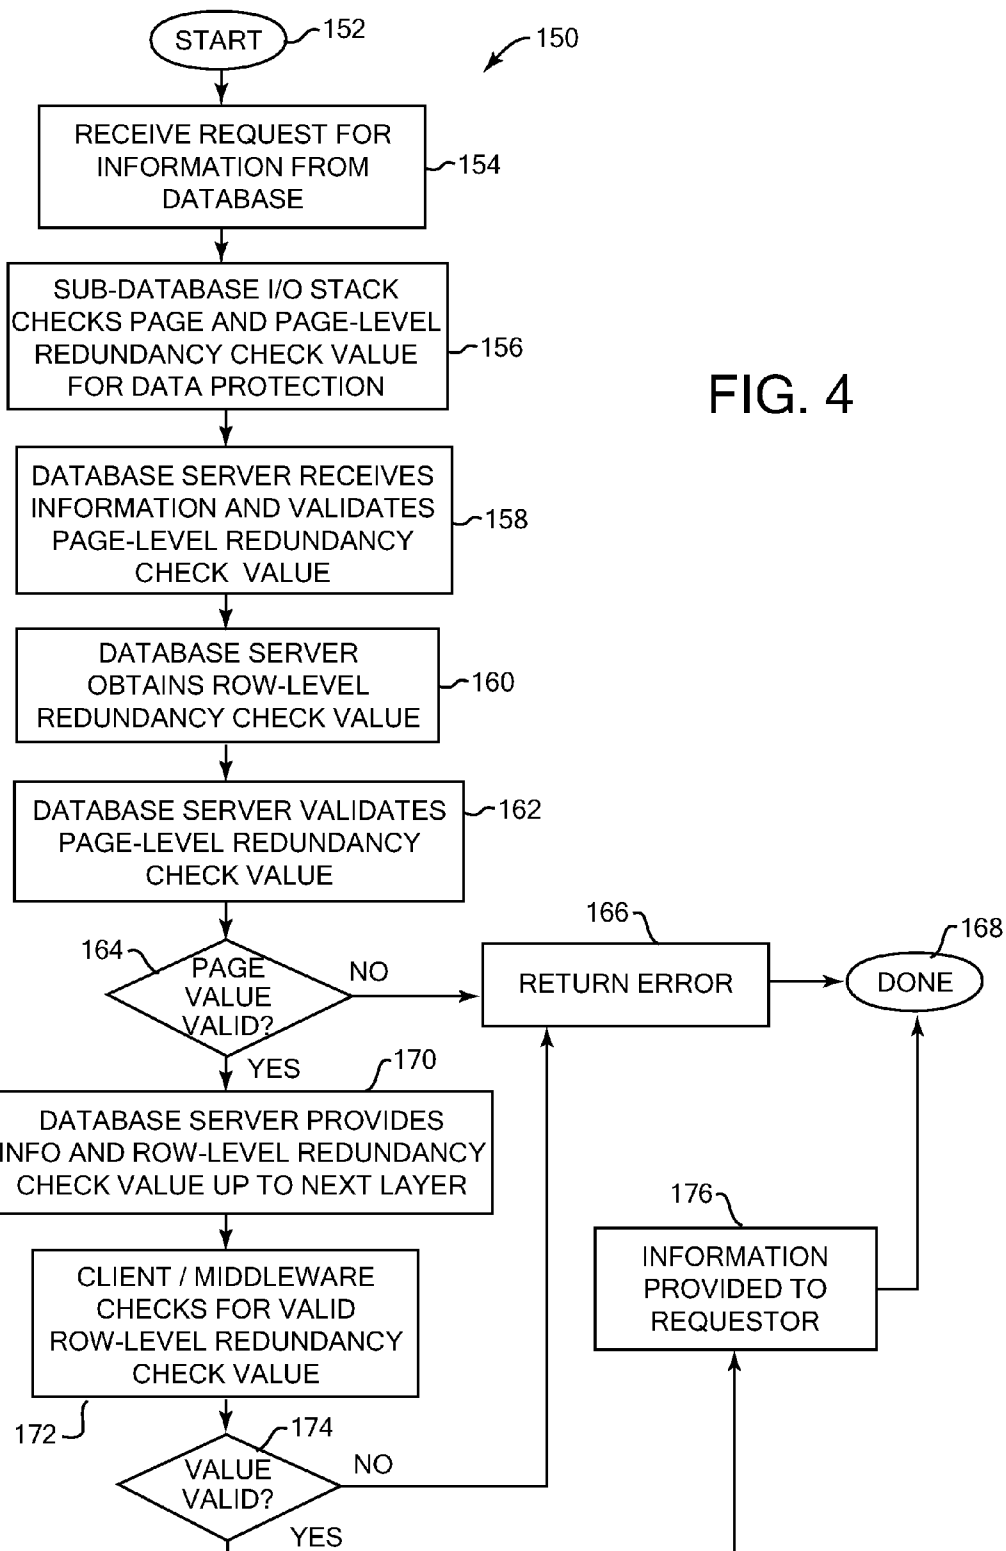 START
152
150
RECEIVE REQUEST FOR
INFORMATION FROM
DATABASE
154
SUB-DATABASE I/O STACK
CHECKS PAGE AND PAGE-LEVEL
REDUNDANCY CHECK VALUE
FOR DATA PROTECTION
156
FIG. 4
DATABASE SERVER RECEIVES
INFORMATION AND VALIDATES
PAGE-LEVEL REDUNDANCY
CHECK VALUE
158
DATABASE SERVER
OBTAINS ROW-LEVEL
REDUNDANCY CHECK VALUE
160
DATABASE SERVER VALIDATES
PAGE-LEVEL REDUNDANCY
CHECK VALUE
162
164
PAGE
VALUE
VALID?
NO
YES
166
RETURN ERROR
168
DONE
170
DATABASE SERVER PROVIDES
INFO AND ROW-LEVEL REDUNDANCY
CHECK VALUE UP TO NEXT LAYER
CLIENT / MIDDLEWARE
CHECKS FOR VALID
ROW-LEVEL REDUNDANCY
CHECK VALUE
172
174
VALUE
VALID?
NO
YES
176
INFORMATION
PROVIDED TO
REQUESTOR